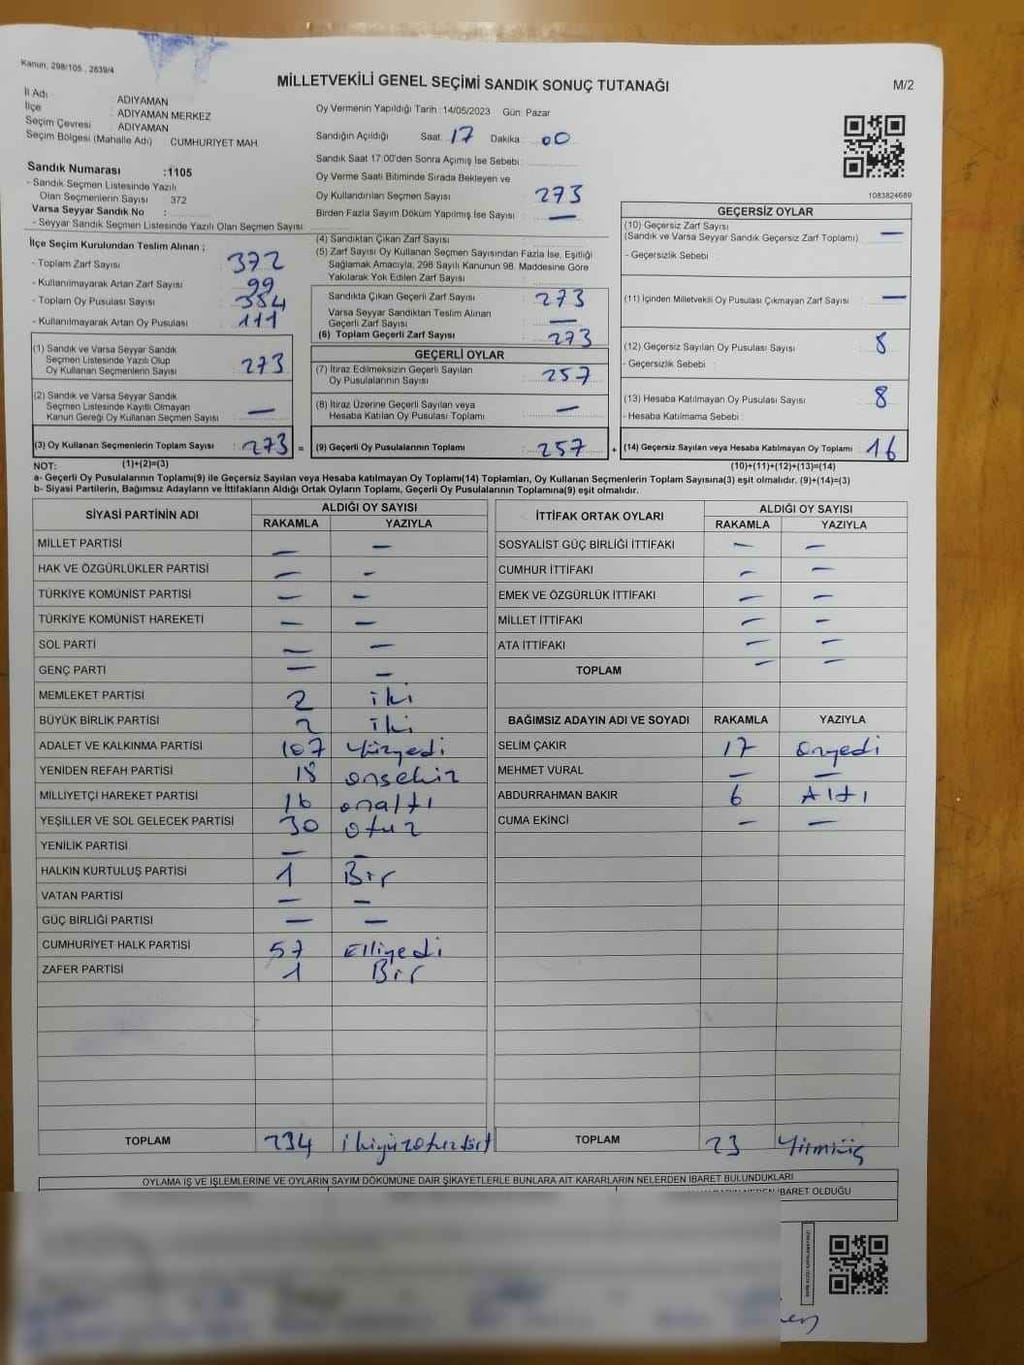 Kanun, 298/105 , 2839/4
MİLLETVEKİLİ GENEL SEÇİMİ SANDIK SONUÇ TUTANAĞI
M/2
İl Adı ADIYAMAN
İlçe ADIYAMAN MERKEZ
Seçim Çevresi ADIYAMAN
Seçim Bölgesi (Mahalle Adı) CUMHURİYET MAH.
Sandık Numarası :1105
- Sandık Seçmen Listesinde Yazılı
Olan Seçmenlerin Sayısı 372
Varsa Seyyar Sandık No :
- Seyyar Sandık Seçmen Listesinde Yazılı Olan Seçmen Sayısı
Oy Vermenin Yapıldığı Tarih :14/05/2023 Gün: Pazar
Sandığın Açıldığı Saat: 17 Dakika 00
Sandık Saat 17:00'den Sonra Açımış İse Sebebi :
Oy Verme Saati Bitiminde Sırada Bekleyen ve
Oy Kullandırılan Seçmen Sayısı 273
Birden Fazla Sayım Döküm Yapılmış İse Sayısı —
1083824689
İlçe Seçim Kurulundan Teslim Alınan ;
- Toplam Zarf Sayısı 372
- Kullanılmayarak Artan Zarf Sayısı 99
- Toplam Oy Pusulası Sayısı 384
- Kullanılmayarak Artan Oy Pusulası 111
(4) Sandıktan Çıkan Zarf Sayısı
(5) Zarf Sayısı Oy Kullanan Seçmen Sayısından Fazla İse, Eşitliği
Sağlamak Amacıyla, 298 Sayılı Kanunun 98. Maddesine Göre
Yakılarak Yok Edilen Zarf Sayısı
Sandıkta Çıkan Geçerli Zarf Sayısı 273
Varsa Seyyar Sandıktan Teslim Alınan
Geçerli Zarf Sayısı —
(6) Toplam Geçerli Zarf Sayısı 273
GEÇERSİZ OYLAR
(10) Geçersiz Zarf Sayısı
(Sandık ve Varsa Seyyar Sandık Geçersiz Zarf Toplamı) —
- Geçersizlik Sebebi :
(11) İçinden Milletvekili Oy Pusulası Çıkmayan Zarf Sayısı —
(12) Geçersiz Sayılan Oy Pusulası Sayısı 8
- Geçersizlik Sebebi
(13) Hesaba Katılmayan Oy Pusulası Sayısı 8
- Hesaba Katılmama Sebebi
(1) Sandık ve Varsa Seyyar Sandık
Seçmen Listesinde Yazılı Olup
Oy Kullanan Seçmenlerin Sayısı 273
(2) Sandık ve Varsa Seyyar Sandık
Seçmen Listesinde Kayıtlı Olmayan
Kanun Gereği Oy Kullanan Seçmen Sayısı —
GEÇERLİ OYLAR
(7) İtiraz Edilmeksizin Geçerli Sayılan
Oy Pusulalarının Sayısı 257
(8) İtiraz Üzerine Geçerli Sayılan veya
Hesaba Katılan Oy Pusulası Toplamı —
(3) Oy Kullanan Seçmenlerin Toplam Sayısı : 273 = (9) Geçerli Oy Pusulalarının Toplamı 257 + (14) Geçersiz Sayılan veya Hesaba Katılmayan Oy Toplamı 16
NOT: (1)+(2)=(3) (10)+(11)+(12)+(13)=(14)
a- Geçerli Oy Pusulalarının Toplamı(9) ile Geçersiz Sayılan veya Hesaba Katılmayan Oy Toplamı(14) Toplamları, Oy Kullanan Seçmenlerin Toplam Sayısına(3) eşit olmalıdır. (9)+(14)=(3)
b- Siyasi Partilerin, Bağımsız Adayların ve İttifakların Aldığı Ortak Oyların Toplamı, Geçerli Oy Pusulalarının Toplamına(9) eşit olmalıdır.
SİYASİ PARTİNİN ADI ALDIĞI OY SAYISI
RAKAMLA YAZIYLA
MİLLET PARTİSİ — —
HAK VE ÖZGÜRLÜKLER PARTİSİ — —
TÜRKİYE KOMÜNİST PARTİSİ — —
TÜRKİYE KOMÜNİST HAREKETİ — —
SOL PARTİ — —
GENÇ PARTİ — —
MEMLEKET PARTİSİ 2 iki
BÜYÜK BİRLİK PARTİSİ 2 iki
ADALET VE KALKINMA PARTİSİ 107 Yüzyedi
YENİDEN REFAH PARTİSİ 18 onsekiz
MİLLİYETÇİ HAREKET PARTİSİ 16 onaltı
YEŞİLLER VE SOL GELECEK PARTİSİ 30 otuz
YENİLİK PARTİSİ — —
HALKIN KURTULUŞ PARTİSİ 1 Bir
VATAN PARTİSİ — —
GÜÇ BİRLİĞİ PARTİSİ — —
CUMHURİYET HALK PARTİSİ 57 Elliyedi
ZAFER PARTİSİ 1 Bir
TOPLAM 234 ikiyüzotuzdört
İTTİFAK ORTAK OYLARI ALDIĞI OY SAYISI
RAKAMLA YAZIYLA
SOSYALİST GÜÇ BİRLİĞİ İTTİFAKI — —
CUMHUR İTTİFAKI — —
EMEK VE ÖZGÜRLÜK İTTİFAKI — —
MİLLET İTTİFAKI — —
ATA İTTİFAKI — —
TOPLAM — —
BAĞIMSIZ ADAYIN ADI VE SOYADI RAKAMLA YAZIYLA
SELİM ÇAKIR 17 onyedi
MEHMET VURAL — —
ABDURRAHMAN BAKIR 6 Altı
CUMA EKİNCİ — —
TOPLAM 23 Yirmiüç
OYLAMA İŞ VE İŞLEMLERİNE VE OYLARIN SAYIM DÖKÜMÜNE DAİR ŞİKAYETLERLE BUNLARA AİT KARARLARIN NELERDEN İBARET BULUNDUKLARI
İBARET OLDUĞU